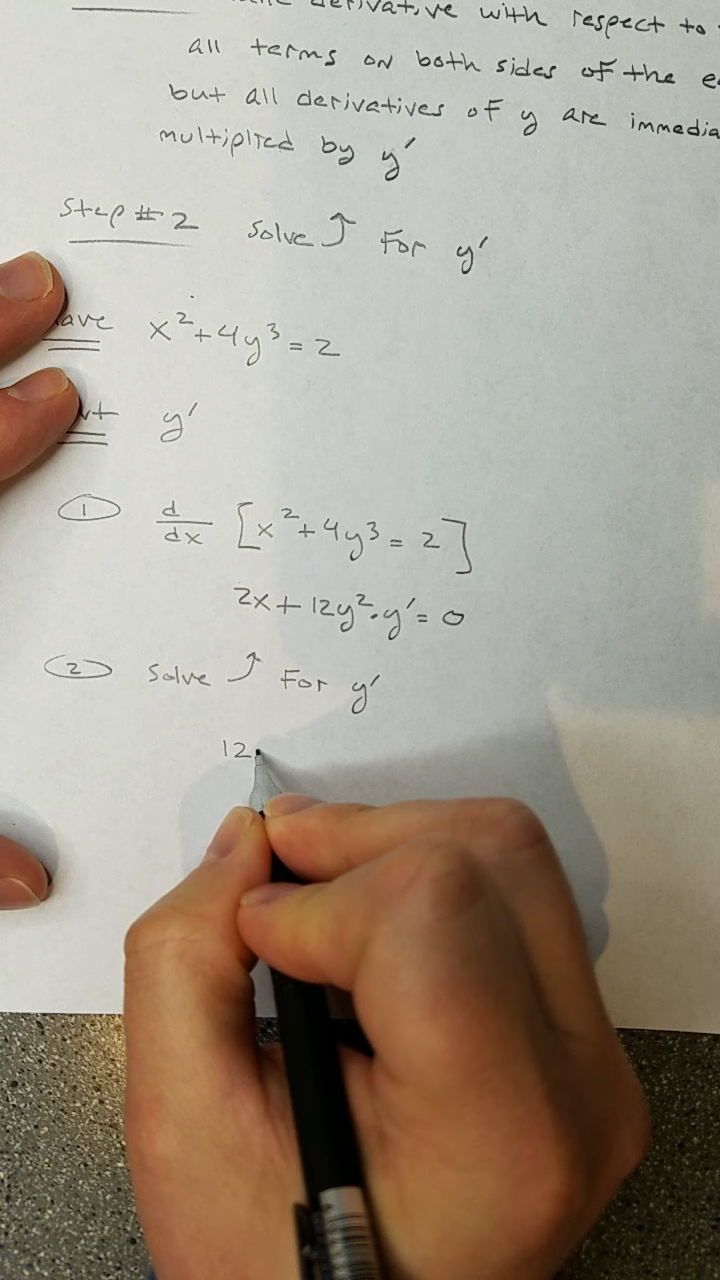 derivative with respect to
all terms on both sides of the
but all derivatives of y are
multiplied by y'
Step #2 Solve ⤴ For y'
x²+4y³ = 2
y'
① d/dx [x²+4y³ = 2]
2x + 12y²·y' = 0
② Solve ⤴ For y'
12